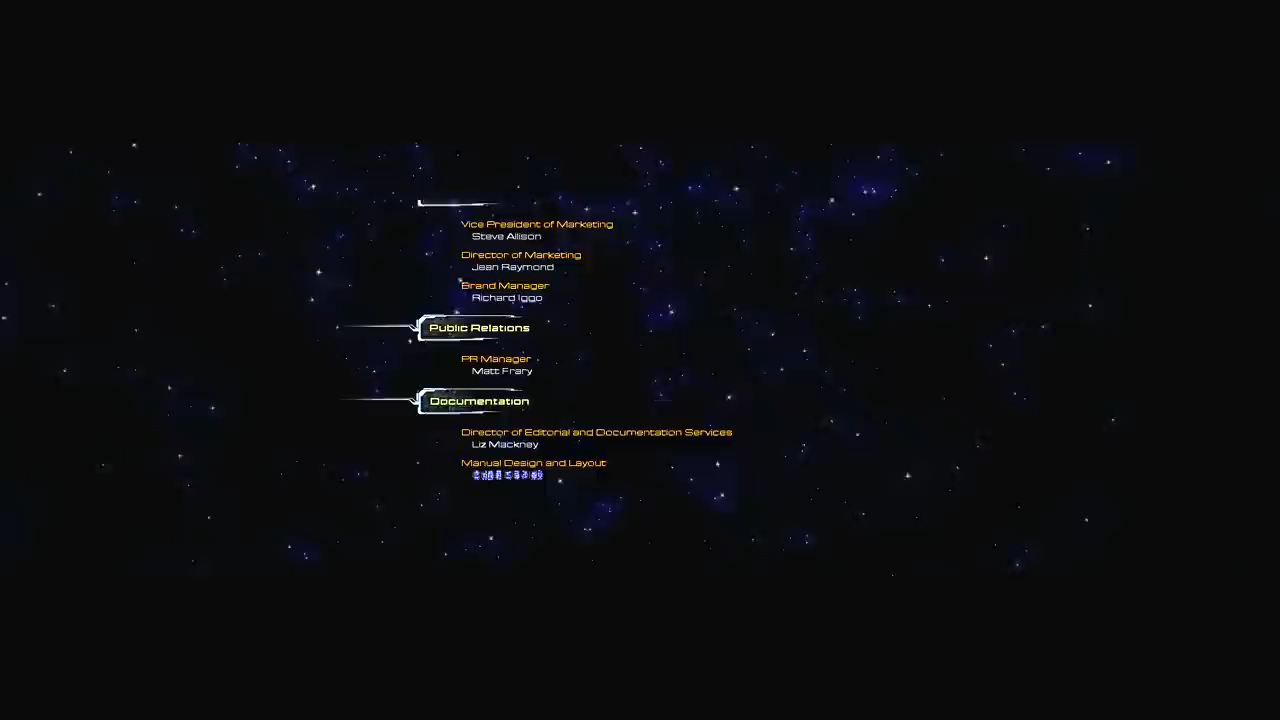 Vice President of Marketing
Steve Allison
Director of Marketing
Jean Raymond
Brand Manager
Richard Iggo
Public Relations
PR Manager
Matt Frary
Documentation
Director of Editorial and Documentation Services
Liz Mackney
Manual Design and Layout